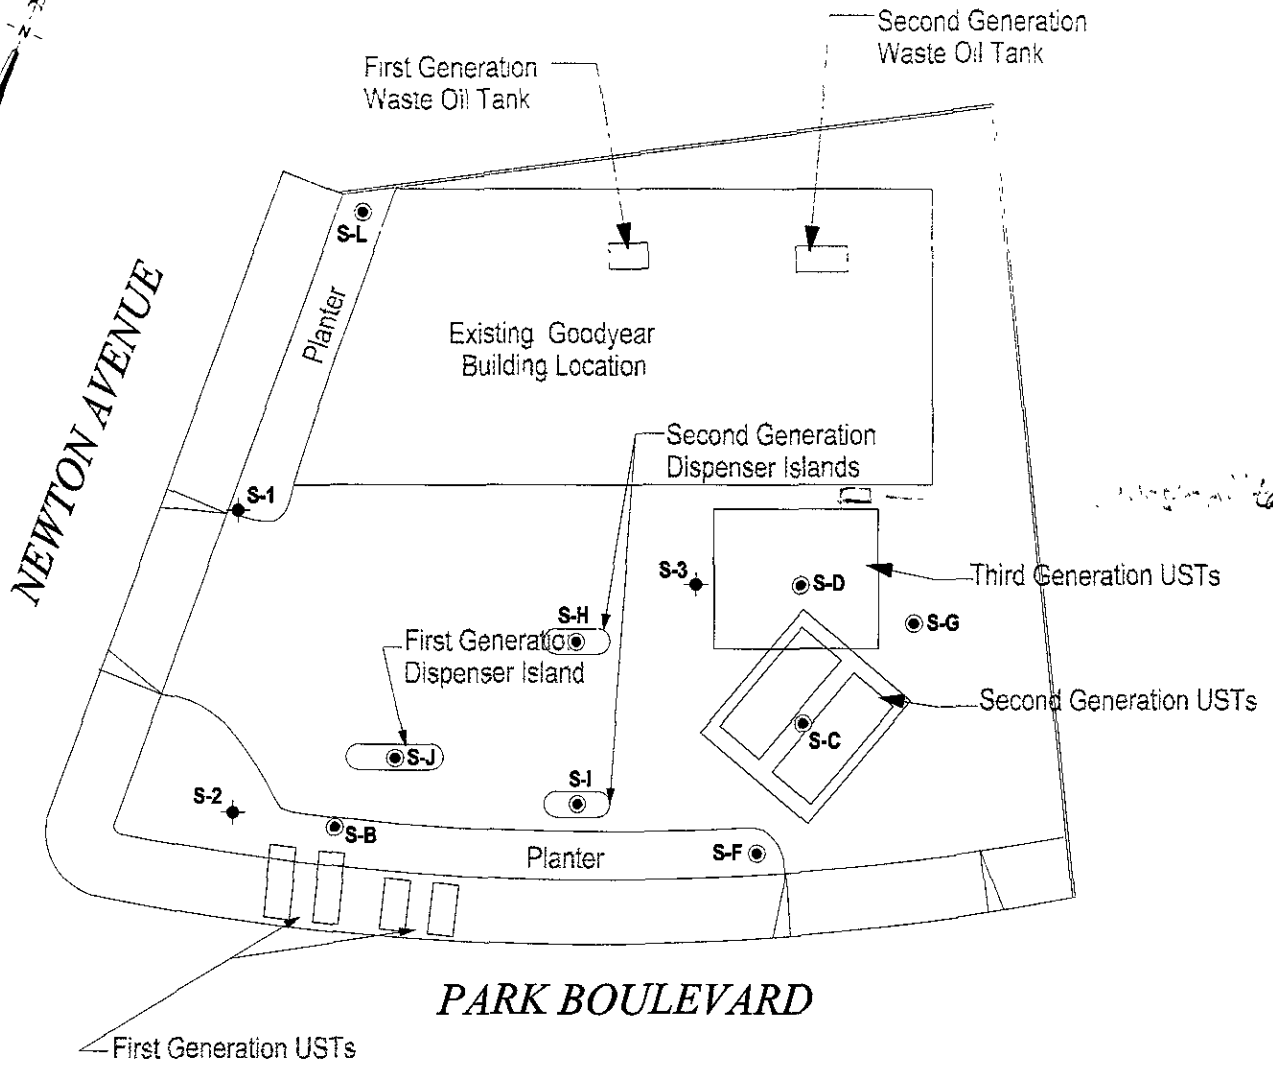 N
Second Generation
Waste Oil Tank
First Generation
Waste Oil Tank
S-L
NEWTON AVENUE
Planter
Existing Goodyear
Building Location
Second Generation
Dispenser Islands
S-1
S-3
S-D
Third Generation USTs
S-H
S-G
First Generation
Dispenser Island
Second Generation USTs
S-C
S-J
S-I
S-2
S-B
Planter
S-F
PARK BOULEVARD
First Generation USTs